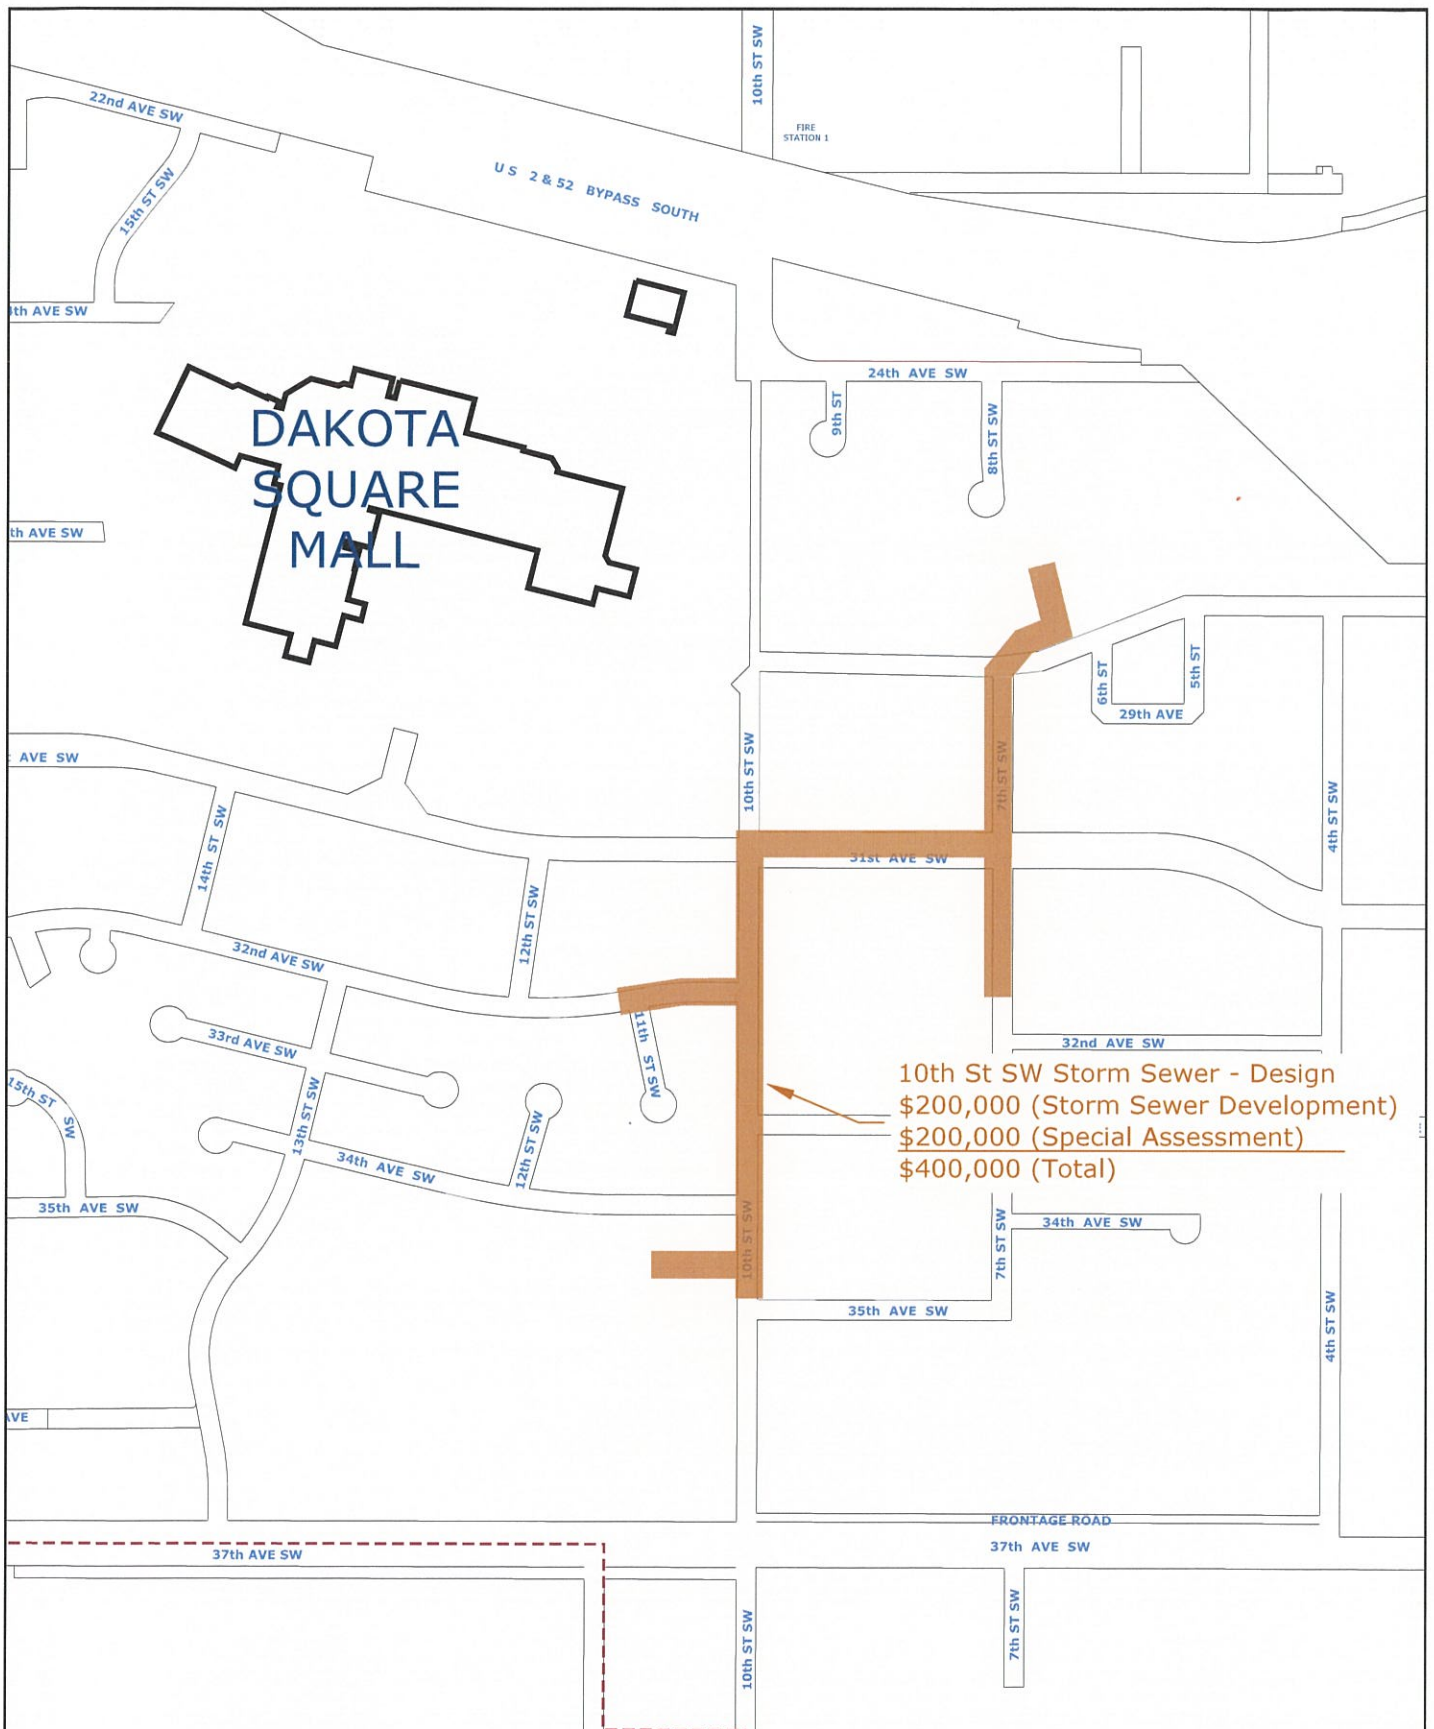 10th ST SW
FIRE
STATION 1
22nd AVE SW
U S 2 & 52 BYPASS SOUTH
15th ST SW
th AVE SW
24th AVE SW
9th ST
8th ST SW
DAKOTA
SQUARE
MALL
th AVE SW
6th ST
5th ST
29th AVE
AVE SW
10th ST SW
7th ST SW
4th ST SW
14th ST SW
31st AVE SW
12th ST SW
32nd AVE SW
33rd AVE SW
11th ST SW
32nd AVE SW
10th St SW Storm Sewer - Design
$200,000 (Storm Sewer Development)
$200,000 (Special Assessment)
$400,000 (Total)
15th ST SW
13th ST SW
12th ST SW
34th AVE SW
35th AVE SW
10th ST SW
7th ST SW
34th AVE SW
35th AVE SW
4th ST SW
AVE
FRONTAGE ROAD
37th AVE SW
37th AVE SW
10th ST SW
7th ST SW